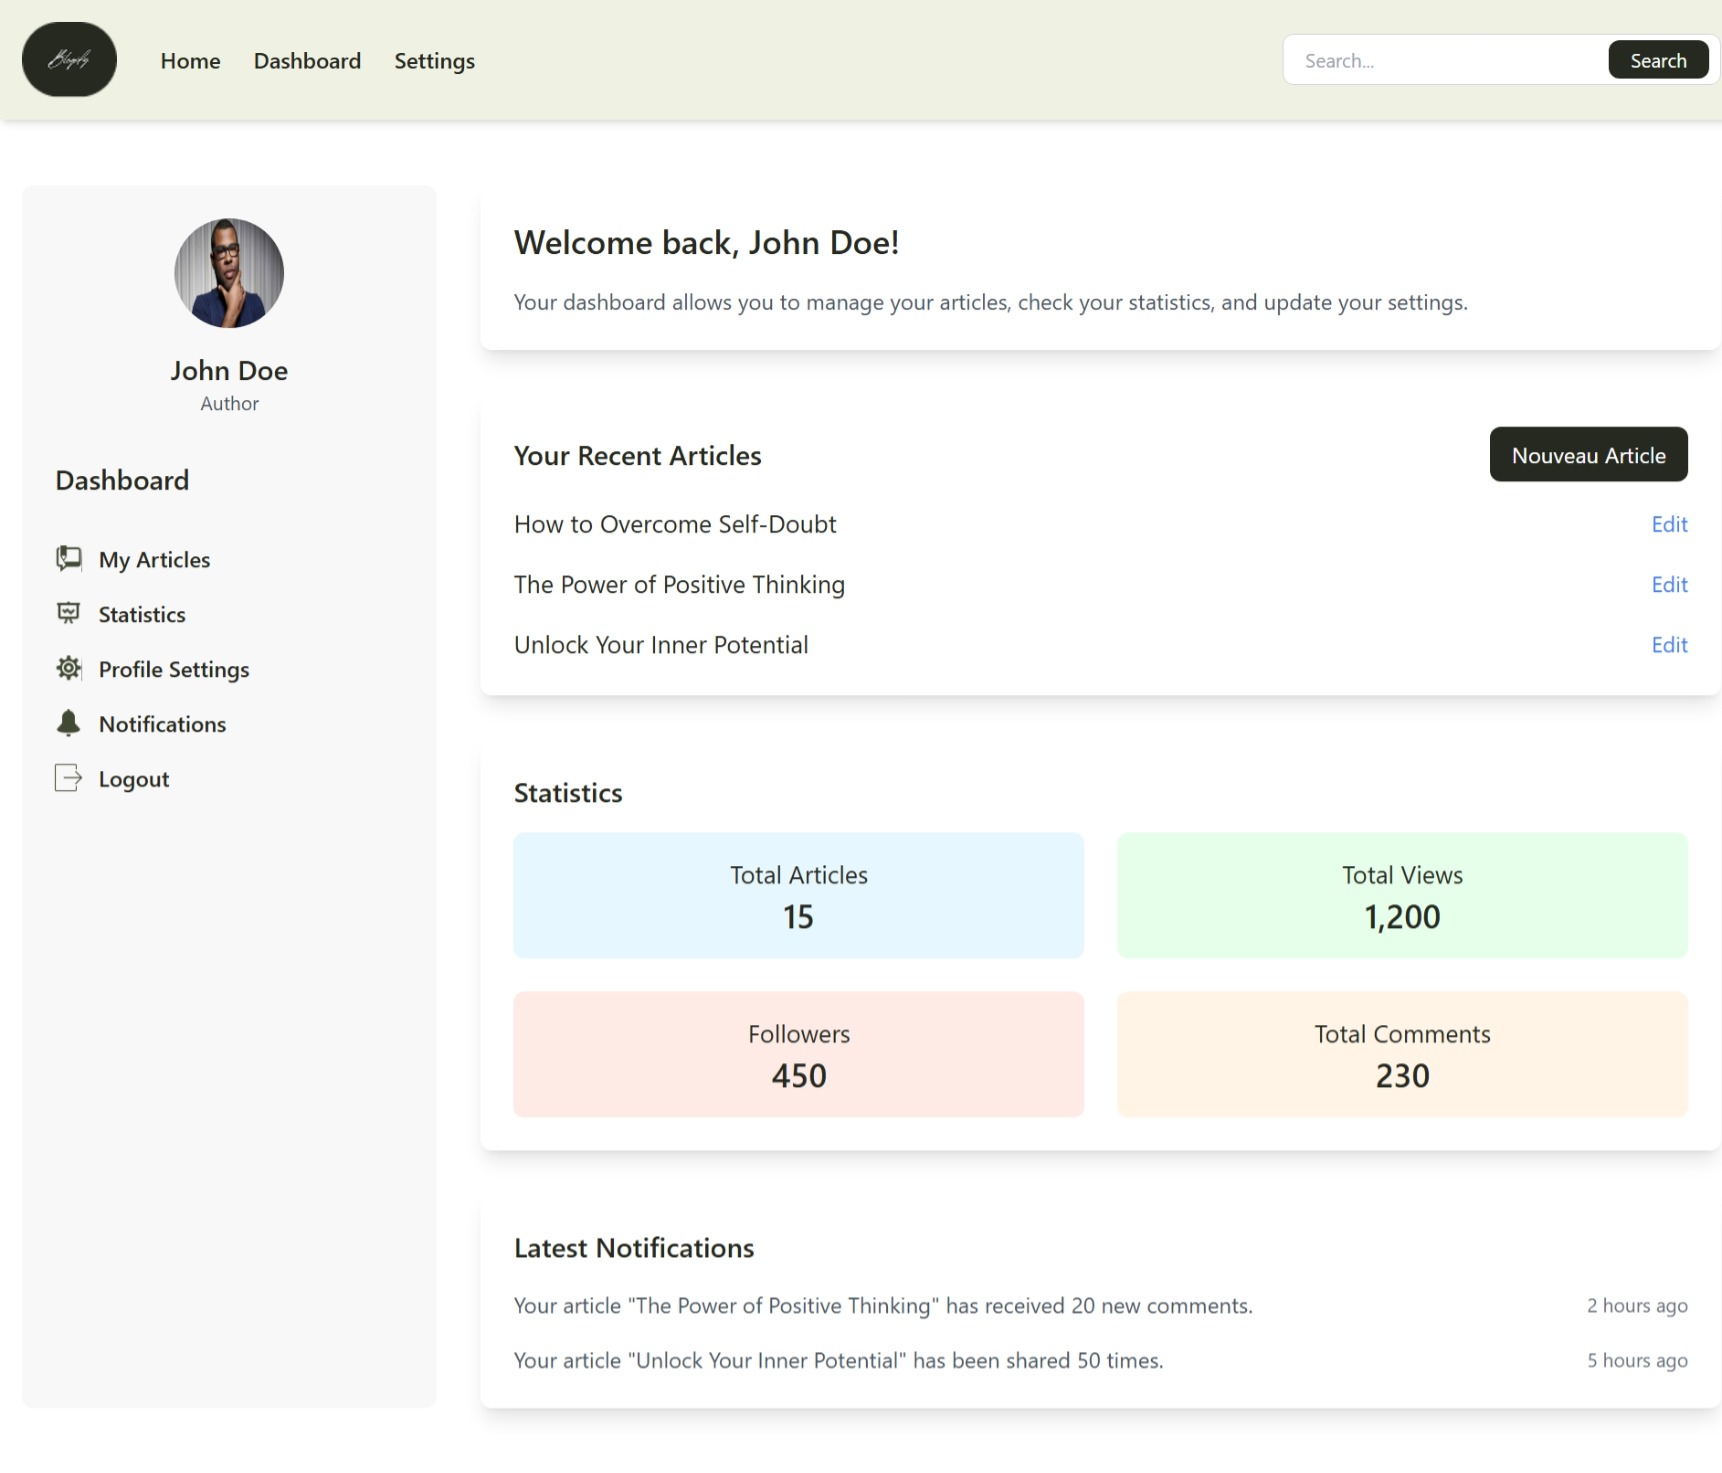 Blogify
Home Dashboard Settings
Search...
Search
John Doe
Author
Dashboard
My Articles
Statistics
Profile Settings
Notifications
Logout
Welcome back, John Doe!
Your dashboard allows you to manage your articles, check your statistics, and update your settings.
Your Recent Articles
Nouveau Article
How to Overcome Self-Doubt
Edit
The Power of Positive Thinking
Edit
Unlock Your Inner Potential
Edit
Statistics
Total Articles
15
Total Views
1,200
Followers
450
Total Comments
230
Latest Notifications
Your article "The Power of Positive Thinking" has received 20 new comments.
2 hours ago
Your article "Unlock Your Inner Potential" has been shared 50 times.
5 hours ago